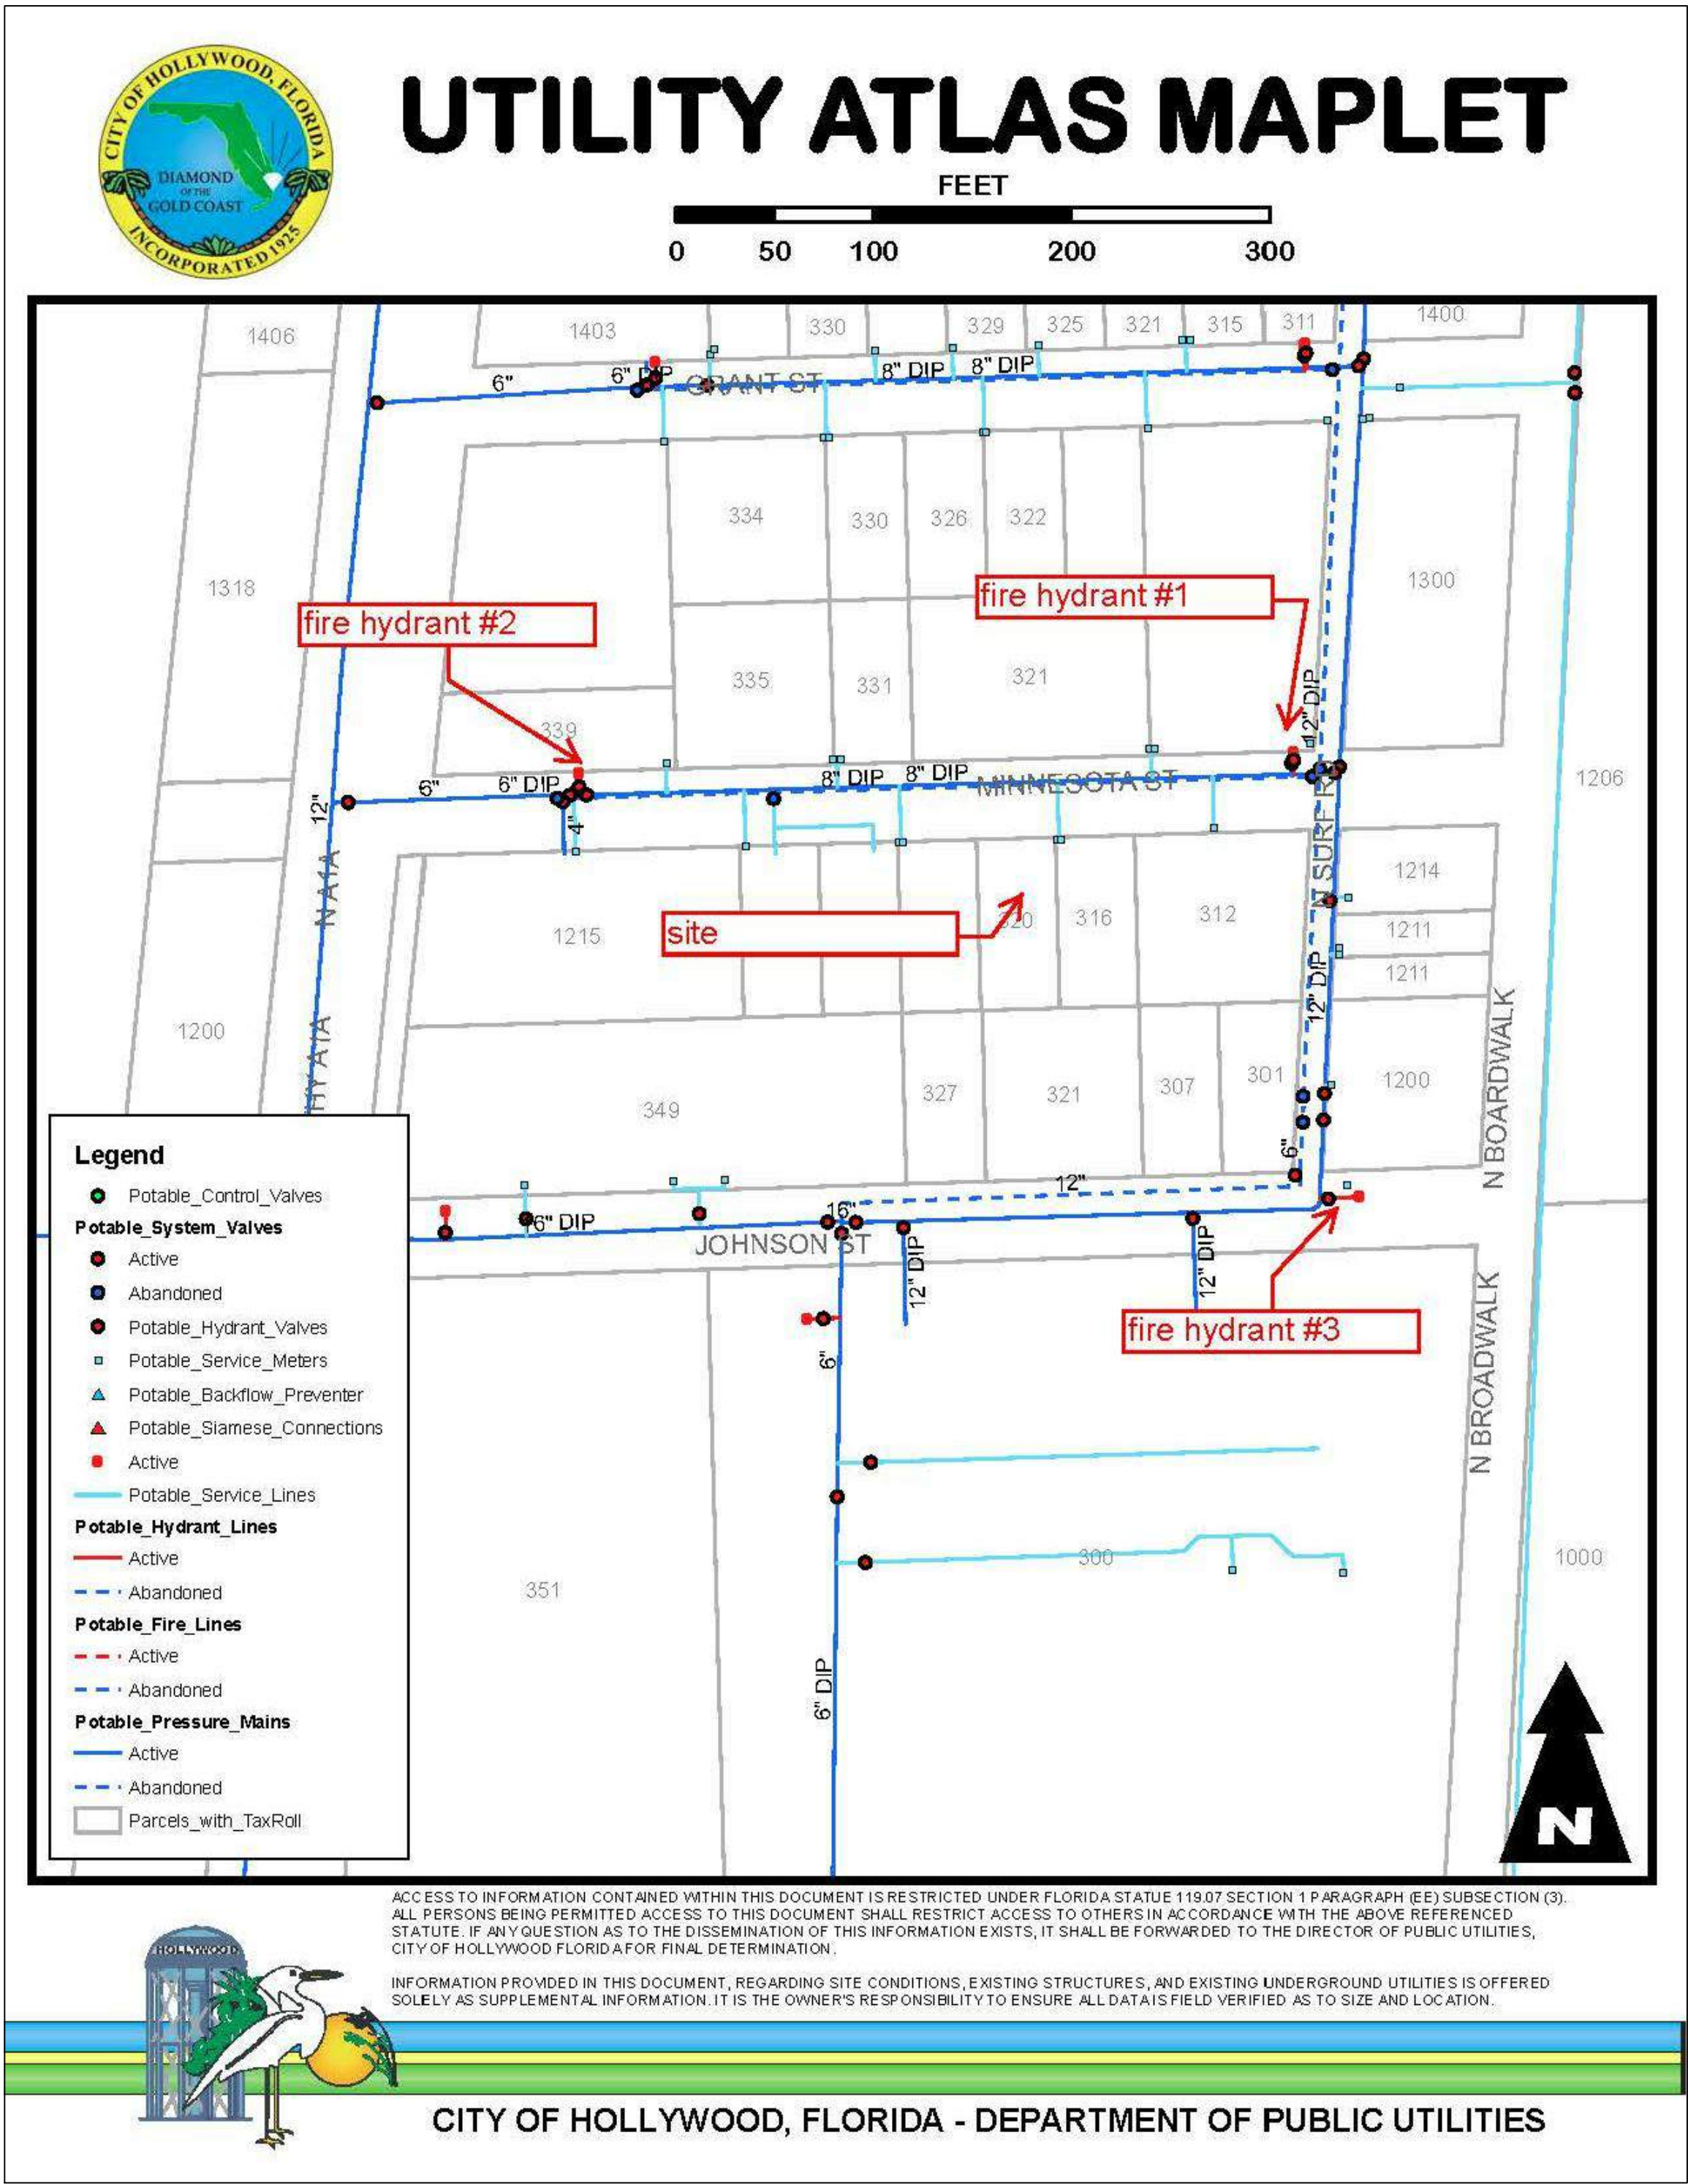 CITY OF HOLLYWOOD, FLORIDA
DIAMOND
OF THE
GOLD COAST
INCORPORATED 1925
UTILITY ATLAS MAPLET
FEET
0 50 100 200 300
1406
1403
330
329
325
321
315
311
1400
6"
6" DIP
GRANT ST
8" DIP
8" DIP
334
330
326
322
1318
1300
fire hydrant #1
fire hydrant #2
335
331
321
339
12" DIP
12"
6"
6" DIP
4"
8" DIP
8" DIP
MINNESOTA ST
1206
N A1A
N SURF R
1214
1215
site
320
316
312
1211
1211
12" DIP
1200
HY A1A
349
327
321
307
301
1200
N BOARDWALK
6"
12"
16"
6" DIP
JOHNSON ST
12" DIP
12" DIP
fire hydrant #3
6"
N BROADWALK
300
1000
351
6" DIP
Legend
Potable_Control_Valves
Potable_System_Valves
Active
Abandoned
Potable_Hydrant_Valves
Potable_Service_Meters
Potable_Backflow_Preventer
Potable_Siamese_Connections
Active
Potable_Service_Lines
Potable_Hydrant_Lines
Active
Abandoned
Potable_Fire_Lines
Active
Abandoned
Potable_Pressure_Mains
Active
Abandoned
Parcels_with_TaxRoll
N
ACCESS TO INFORMATION CONTAINED WITHIN THIS DOCUMENT IS RESTRICTED UNDER FLORIDA STATUE 119.07 SECTION 1 PARAGRAPH (EE) SUBSECTION (3).
ALL PERSONS BEING PERMITTED ACCESS TO THIS DOCUMENT SHALL RESTRICT ACCESS TO OTHERS IN ACCORDANCE WITH THE ABOVE REFERENCED
STATUTE. IF ANY QUESTION AS TO THE DISSEMINATION OF THIS INFORMATION EXISTS, IT SHALL BE FORWARDED TO THE DIRECTOR OF PUBLIC UTILITIES,
CITY OF HOLLYWOOD FLORIDA FOR FINAL DETERMINATION.
INFORMATION PROVIDED IN THIS DOCUMENT, REGARDING SITE CONDITIONS, EXISTING STRUCTURES, AND EXISTING UNDERGROUND UTILITIES IS OFFERED
SOLELY AS SUPPLEMENTAL INFORMATION. IT IS THE OWNER'S RESPONSIBILITY TO ENSURE ALL DATA IS FIELD VERIFIED AS TO SIZE AND LOCATION.
HOLLYWOOD
CITY OF HOLLYWOOD, FLORIDA - DEPARTMENT OF PUBLIC UTILITIES